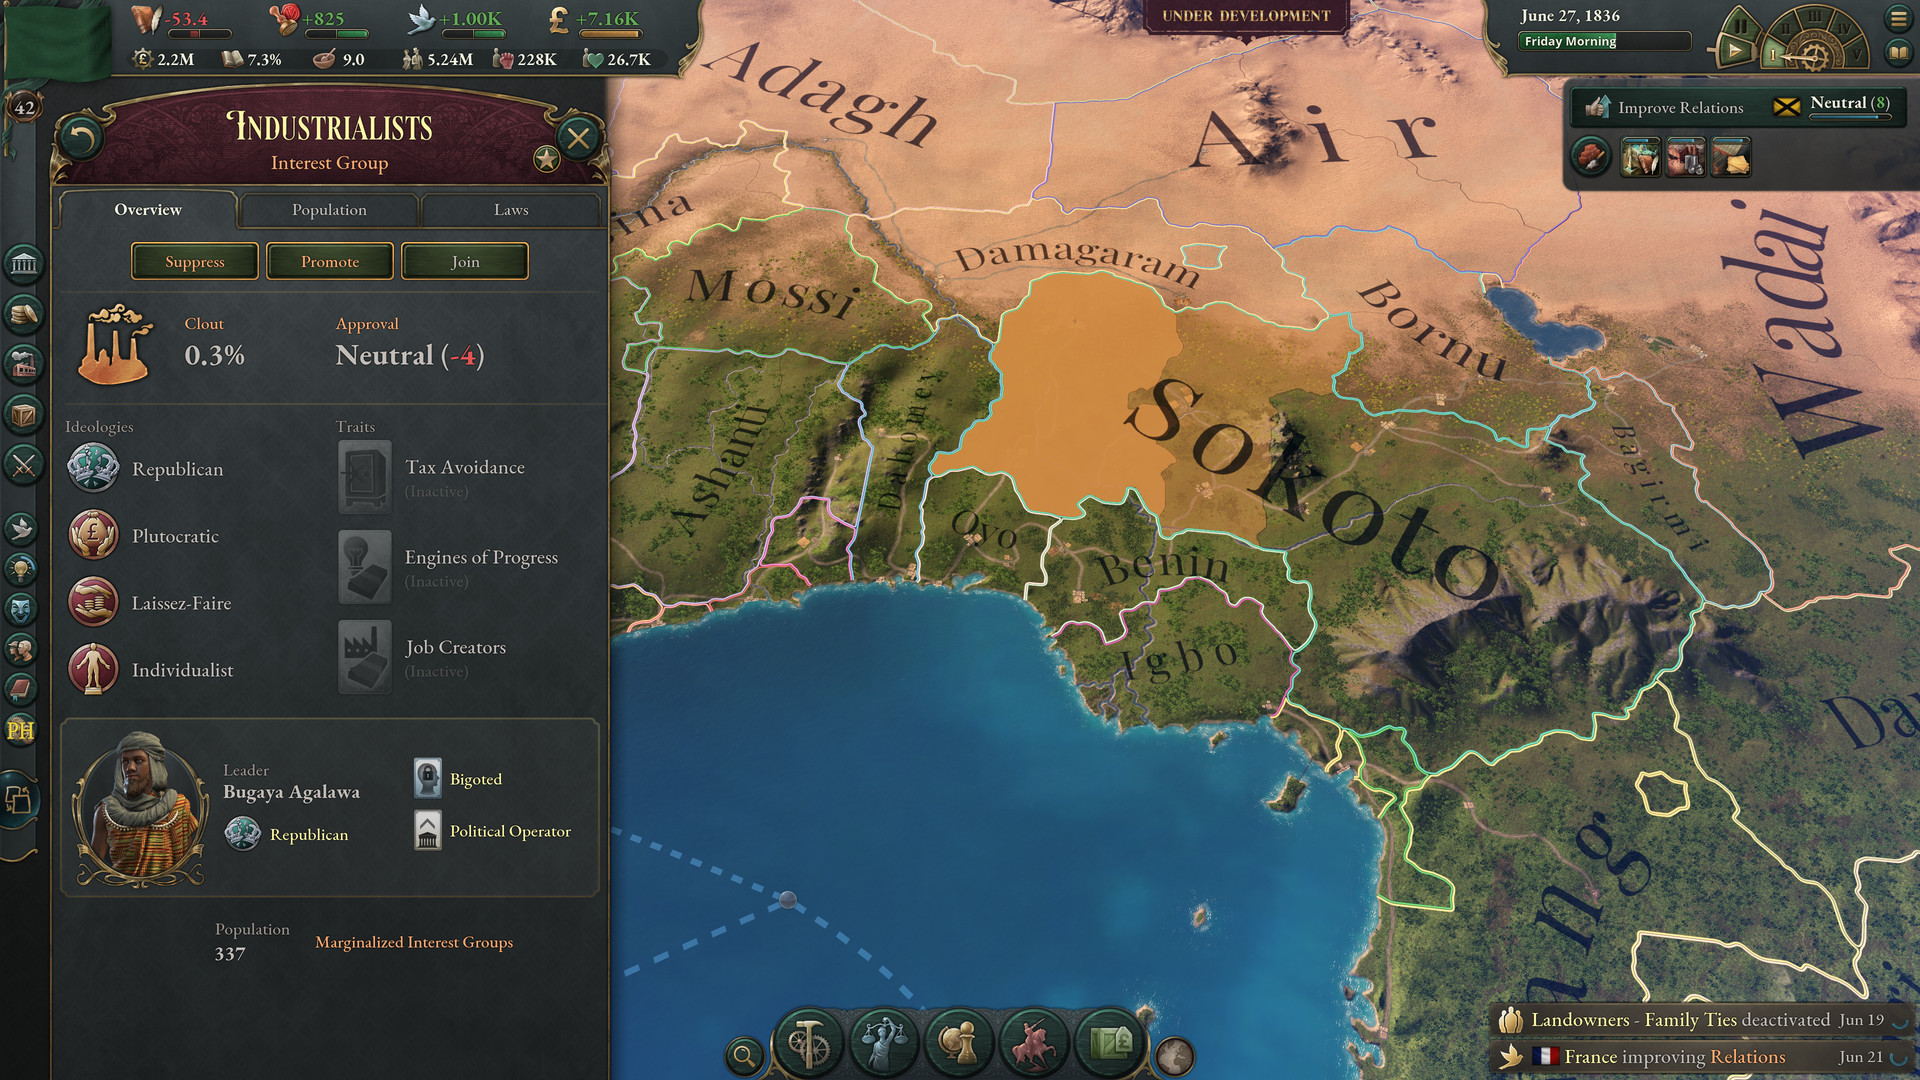 -53.4
+825
+1.00K
+7.16K
2.2M
7.3%
9.0
5.24M
228K
26.7K
UNDER DEVELOPMENT
June 27, 1836
Friday Morning
I
II
III
IV
V
42
INDUSTRIALISTS
Interest Group
Overview
Population
Laws
Suppress
Promote
Join
Clout
0.3%
Approval
Neutral (-4)
Ideologies
Republican
Plutocratic
Laissez-Faire
Individualist
Traits
Tax Avoidance
(Inactive)
Engines of Progress
(Inactive)
Job Creators
(Inactive)
PH
Leader
Bugaya Agalawa
Republican
Bigoted
Political Operator
Population
337
Marginalized Interest Groups
Improve Relations
Neutral (8)
Adagh
Air
Wadai
Damagaram
Mossi
Bornu
Sokoto
Bagirmi
Ashanti
Dahomey
Oyo
Benin
Igbo
Landowners - Family Ties deactivated Jun 19
France improving Relations Jun 21